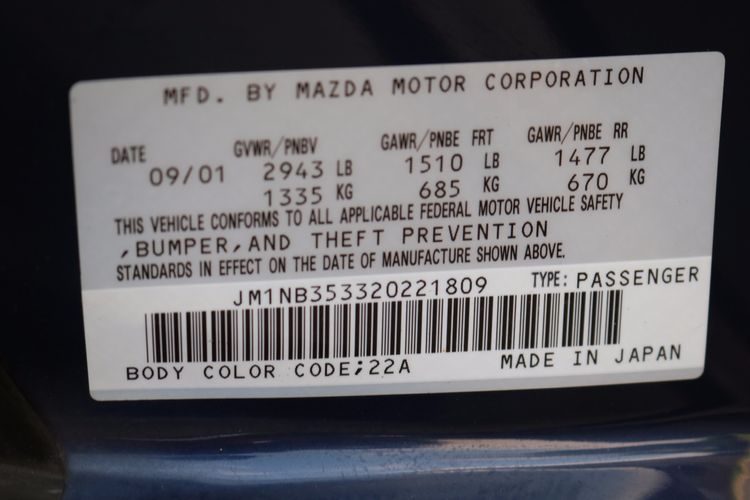 MFD. BY MAZDA MOTOR CORPORATION
DATE GVWR/PNBV GAWR/PNBE FRT GAWR/PNBE RR
09/01 2943 LB 1510 LB 1477 LB
1335 KG 685 KG 670 KG
THIS VEHICLE CONFORMS TO ALL APPLICABLE FEDERAL MOTOR VEHICLE SAFETY
,BUMPER,AND THEFT PREVENTION
STANDARDS IN EFFECT ON THE DATE OF MANUFACTURE SHOWN ABOVE.
JM1NB353320221809 TYPE: PASSENGER
BODY COLOR CODE;22A MADE IN JAPAN